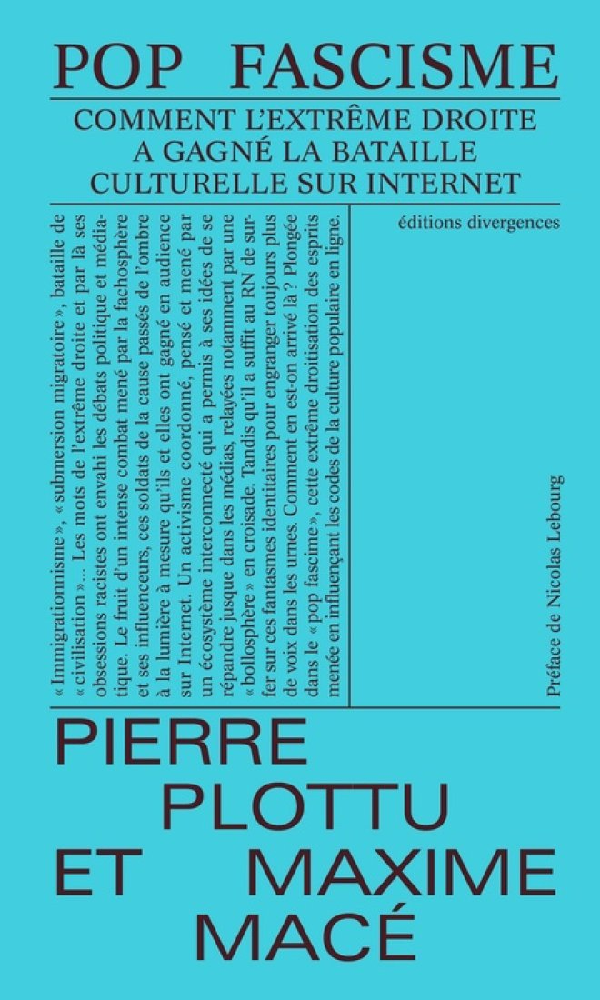 POP FASCISME
COMMENT L'EXTRÊME DROITE
A GAGNÉ LA BATAILLE
CULTURELLE SUR INTERNET
éditions divergences
« Immigrationnisme », « submersion migratoire », bataille de
« civilisation »... Les mots de l'extrême droite et par là ses
obsessions racistes ont envahi les débats politique et média-
tique. Le fruit d'un intense combat mené par la fachosphère
et ses influenceurs, ces soldats de la cause passés de l'ombre
à la lumière à mesure qu'ils et elles ont gagné en audience
sur Internet. Un activisme coordonné, pensé et mené par
un écosystème interconnecté qui a permis à ses idées de se
répandre jusque dans les médias, relayées notamment par une
« bollosphère » en croisade. Tandis qu'il a suffit au RN de sur-
fer sur ces fantasmes identitaires pour engranger toujours plus
de voix dans les urnes. Comment en est-on arrivé là ? Plongée
dans le « pop fascime », cette extrême droitisation des esprits
menée en influençant les codes de la culture populaire en ligne.
Préface de Nicolas Lebourg
PIERRE
PLOTTU
ET MAXIME
MACÉ